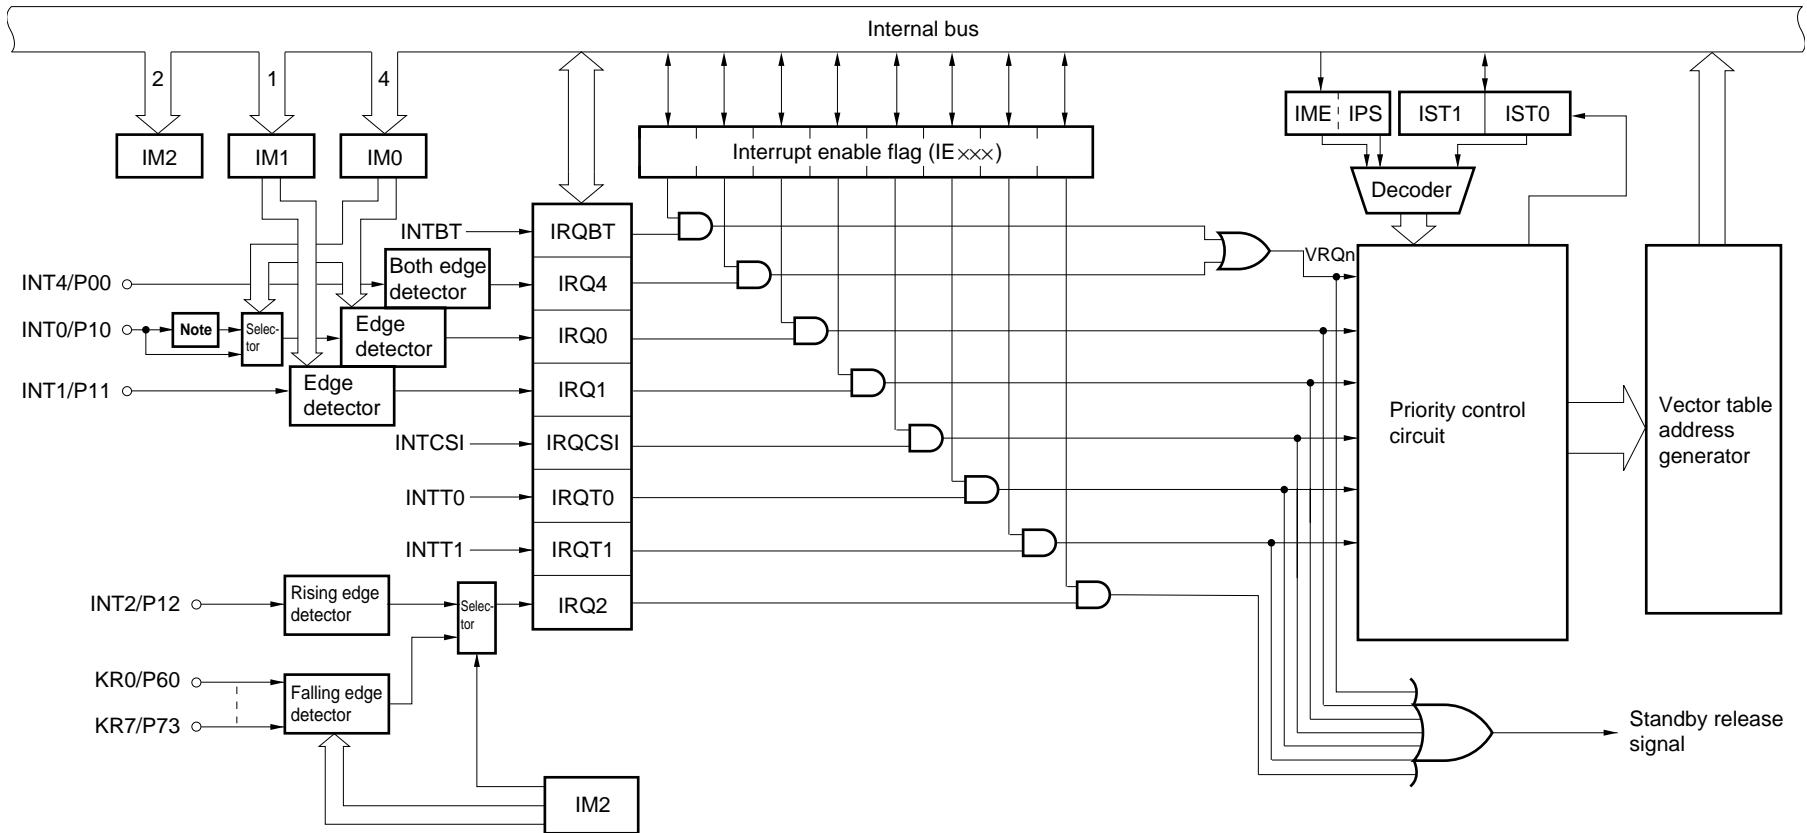 Internal bus
2
1
4
IM2
IM1
IM0
Interrupt enable flag (IE×××)
IME
IPS
IST1
IST0
Decoder
INTBT
IRQBT
VRQn
INT4/P00
Both edge
detector
IRQ4
INT0/P10
Note
Selec-
tor
Edge
detector
IRQ0
INT1/P11
Edge
detector
IRQ1
Priority control
circuit
Vector table
address
generator
INTCSI
IRQCSI
INTT0
IRQT0
INTT1
IRQT1
INT2/P12
Rising edge
detector
Selec-
tor
IRQ2
KR0/P60
Falling edge
detector
KR7/P73
Standby release
signal
IM2